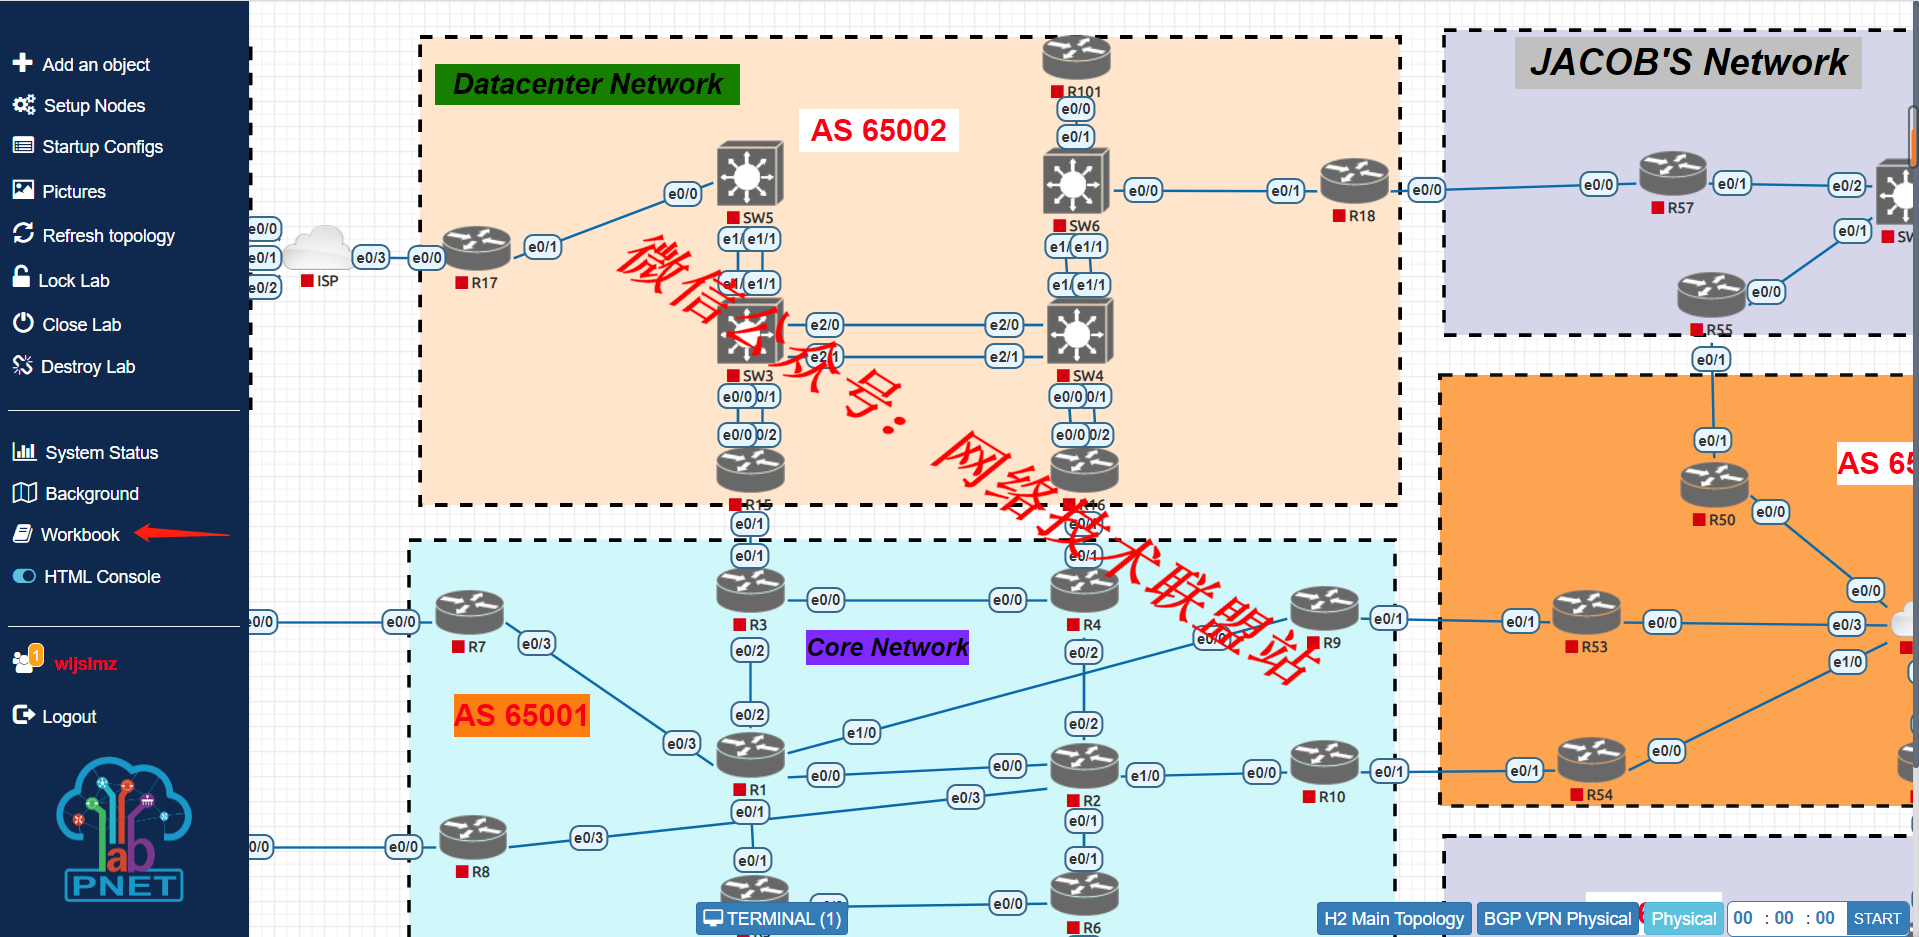 Add an object
Setup Nodes
Startup Configs
Pictures
Refresh topology
Lock Lab
Close Lab
Destroy Lab
System Status
Background
Workbook
HTML Console
1
wljslmz
Logout
lab
PNET
Datacenter Network
AS 65002
JACOB'S Network
R101
e0/0
e0/1
SW5
e0/0
e0/1
R17
e0/0
e0/3
ISP
e0/0
e0/1
e0/2
SW6
e0/0
e0/1
R18
e0/0
e0/0
R57
e0/1
e0/2
e0/1
e0/0
R55
e0/1
e1/1
e1/1
e1/1
e1/1
e2/0
e2/0
e2/1
e2/1
SW3
SW4
e0/0
0/1
e0/0
0/1
e0/0
0/2
e0/0
0/2
R15
R16
e0/1
e0/1
e0/1
e0/1
微信公众号：网络技术联盟站
e0/1
R50
e0/0
e0/0
AS 65
R3
e0/0
e0/0
R4
R9
e0/1
e0/1
R53
e0/0
e0/3
e1/0
e0/0
e0/0
R7
e0/3
Core Network
e0/2
e0/2
e0/0
AS 65001
e0/2
e0/2
e0/3
e1/0
R1
e0/0
e0/0
R2
e1/0
e0/0
R10
e0/1
e0/1
R54
e0/0
e0/1
e0/3
e0/3
e0/1
0/0
e0/0
R8
e0/1
e0/1
e0/0
R6
TERMINAL (1)
H2 Main Topology
BGP VPN Physical
Physical
00 : 00 : 00
START